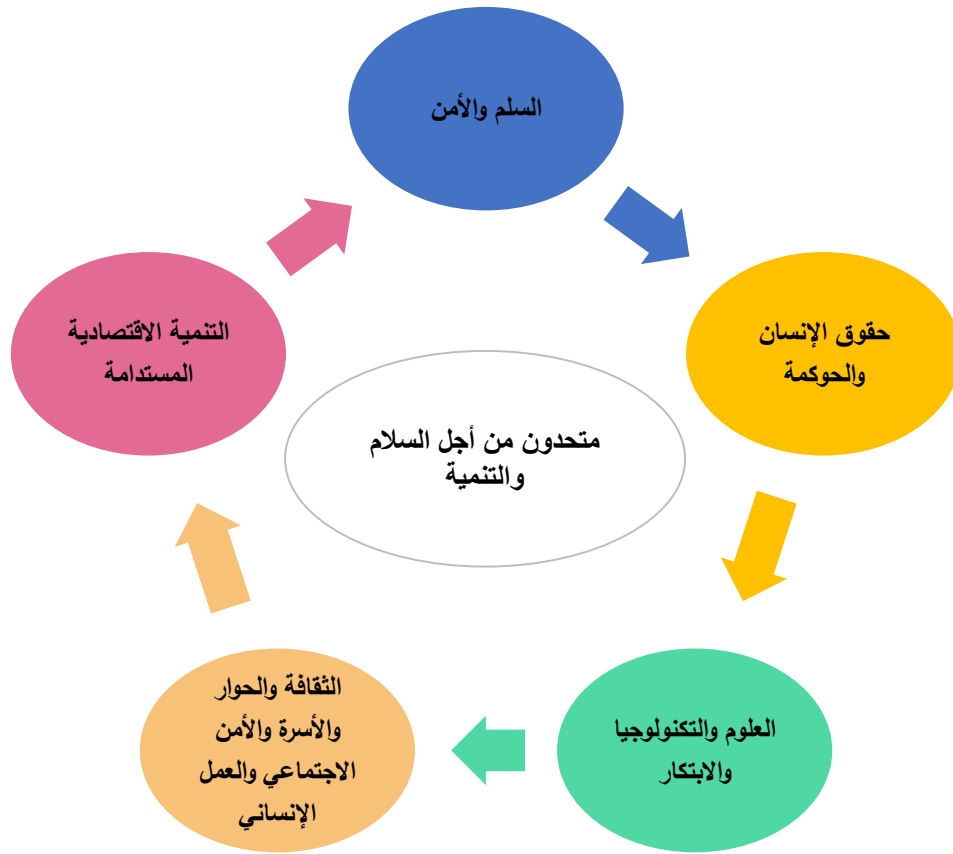 السلم والأمن
حقوق الإنسان
والحوكمة
العلوم والتكنولوجيا
والابتكار
الثقافة والحوار
والأسرة والأمن
الاجتماعي والعمل
الإنساني
التنمية الاقتصادية
المستدامة
متحدون من أجل السلام
والتنمية